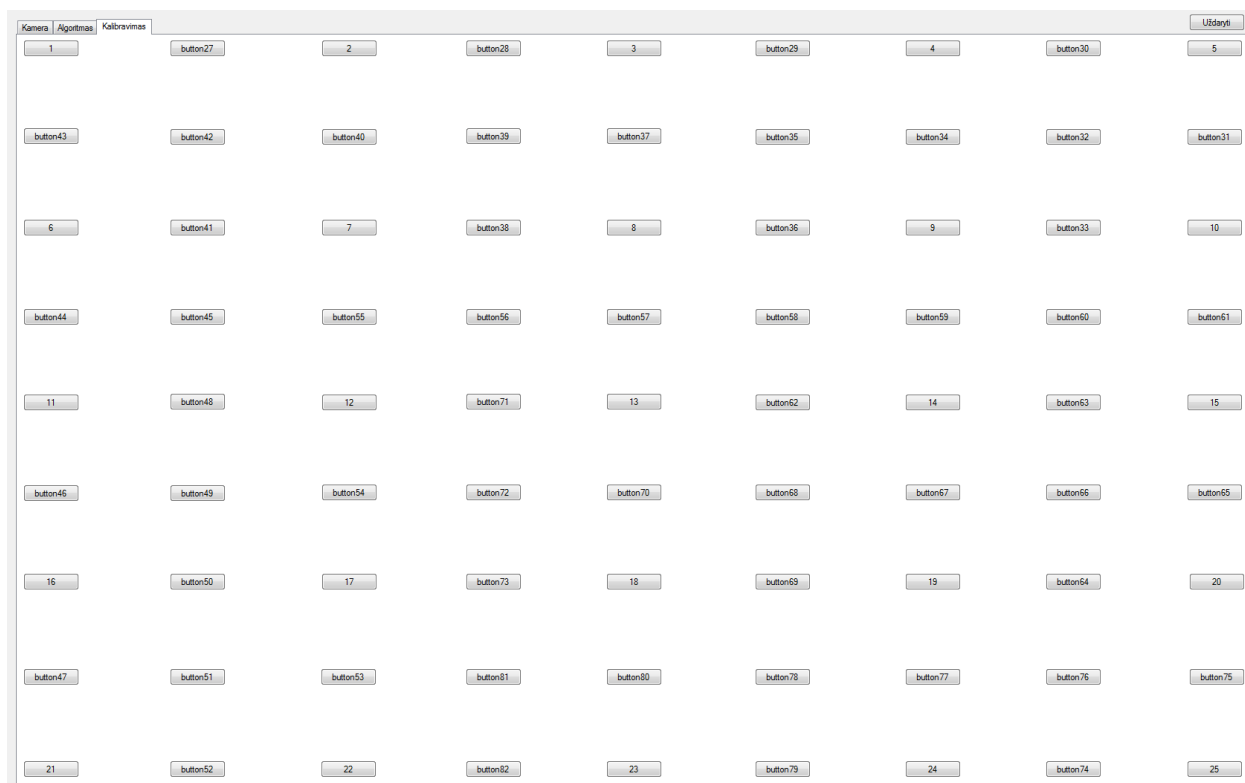 Uždaryti
Kamera Algoritmas Kalibravimas
1 button27 2 button28 3 button29 4 button30 5
button43 button42 button40 button39 button37 button35 button34 button32 button31
6 button41 7 button38 8 button36 9 button33 10
button44 button45 button55 button56 button57 button58 button59 button60 button61
11 button48 12 button71 13 button62 14 button63 15
button46 button49 button54 button72 button70 button68 button67 button66 button65
16 button50 17 button73 18 button69 19 button64 20
button47 button51 button53 button81 button80 button78 button77 button76 button75
21 button52 22 button82 23 button79 24 button74 25